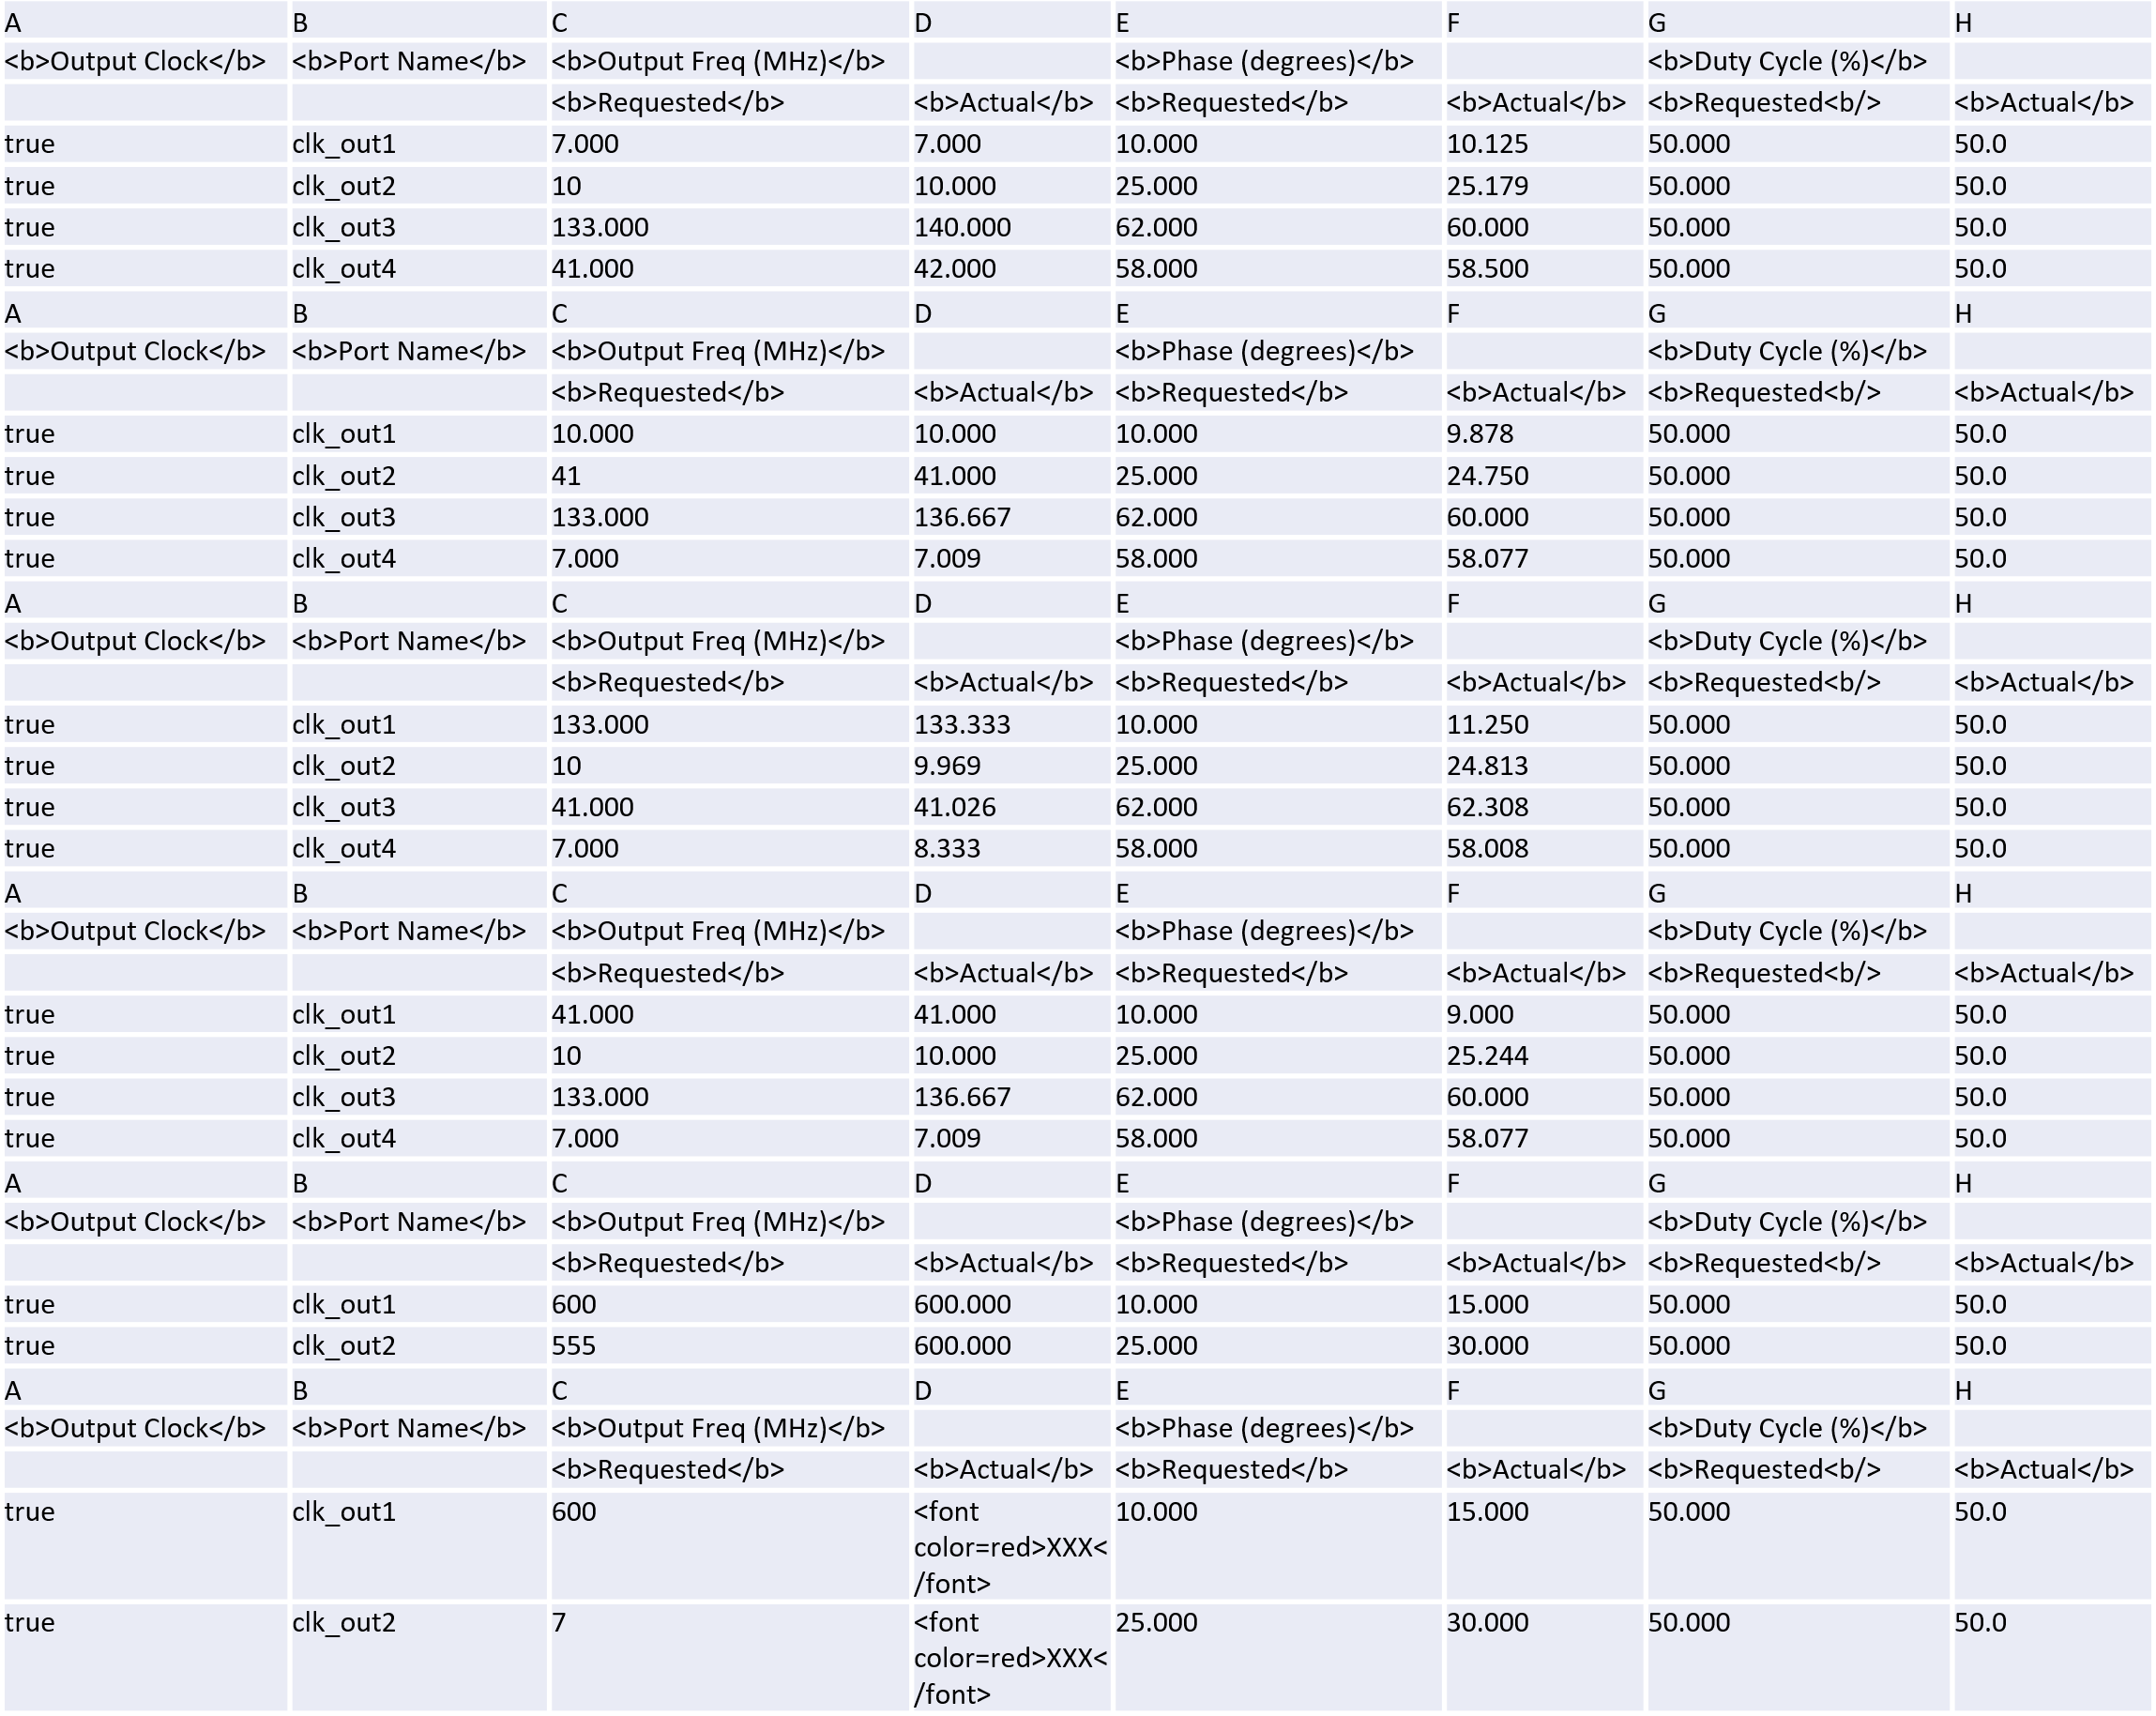 A B C D E F G H
<b>Output Clock</b> <b>Port Name</b> <b>Output Freq (MHz)</b> <b>Phase (degrees)</b> <b>Duty Cycle (%)</b>
<b>Requested</b> <b>Actual</b> <b>Requested</b> <b>Actual</b> <b>Requested<b/> <b>Actual</b>
true clk_out1 7.000 7.000 10.000 10.125 50.000 50.0
true clk_out2 10 10.000 25.000 25.179 50.000 50.0
true clk_out3 133.000 140.000 62.000 60.000 50.000 50.0
true clk_out4 41.000 42.000 58.000 58.500 50.000 50.0
A B C D E F G H
<b>Output Clock</b> <b>Port Name</b> <b>Output Freq (MHz)</b> <b>Phase (degrees)</b> <b>Duty Cycle (%)</b>
<b>Requested</b> <b>Actual</b> <b>Requested</b> <b>Actual</b> <b>Requested<b/> <b>Actual</b>
true clk_out1 10.000 10.000 10.000 9.878 50.000 50.0
true clk_out2 41 41.000 25.000 24.750 50.000 50.0
true clk_out3 133.000 136.667 62.000 60.000 50.000 50.0
true clk_out4 7.000 7.009 58.000 58.077 50.000 50.0
A B C D E F G H
<b>Output Clock</b> <b>Port Name</b> <b>Output Freq (MHz)</b> <b>Phase (degrees)</b> <b>Duty Cycle (%)</b>
<b>Requested</b> <b>Actual</b> <b>Requested</b> <b>Actual</b> <b>Requested<b/> <b>Actual</b>
true clk_out1 133.000 133.333 10.000 11.250 50.000 50.0
true clk_out2 10 9.969 25.000 24.813 50.000 50.0
true clk_out3 41.000 41.026 62.000 62.308 50.000 50.0
true clk_out4 7.000 8.333 58.000 58.008 50.000 50.0
A B C D E F G H
<b>Output Clock</b> <b>Port Name</b> <b>Output Freq (MHz)</b> <b>Phase (degrees)</b> <b>Duty Cycle (%)</b>
<b>Requested</b> <b>Actual</b> <b>Requested</b> <b>Actual</b> <b>Requested<b/> <b>Actual</b>
true clk_out1 41.000 41.000 10.000 9.000 50.000 50.0
true clk_out2 10 10.000 25.000 25.244 50.000 50.0
true clk_out3 133.000 136.667 62.000 60.000 50.000 50.0
true clk_out4 7.000 7.009 58.000 58.077 50.000 50.0
A B C D E F G H
<b>Output Clock</b> <b>Port Name</b> <b>Output Freq (MHz)</b> <b>Phase (degrees)</b> <b>Duty Cycle (%)</b>
<b>Requested</b> <b>Actual</b> <b>Requested</b> <b>Actual</b> <b>Requested<b/> <b>Actual</b>
true clk_out1 600 600.000 10.000 15.000 50.000 50.0
true clk_out2 555 600.000 25.000 30.000 50.000 50.0
A B C D E F G H
<b>Output Clock</b> <b>Port Name</b> <b>Output Freq (MHz)</b> <b>Phase (degrees)</b> <b>Duty Cycle (%)</b>
<b>Requested</b> <b>Actual</b> <b>Requested</b> <b>Actual</b> <b>Requested<b/> <b>Actual</b>
true clk_out1 600 <font 10.000 15.000 50.000 50.0
color=red>XXX<
/font>
true clk_out2 7 <font 25.000 30.000 50.000 50.0
color=red>XXX<
/font>